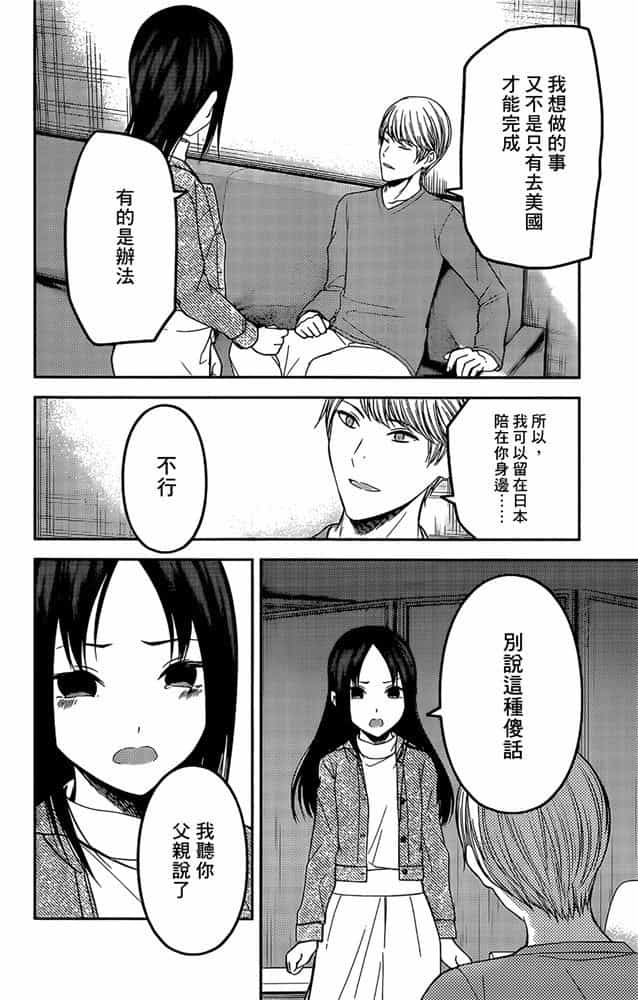 我想做的事
又不是只有去美國
才能完成
有的是辦法
所以，
我可以留在日本
陪在你身邊……
不行
別說這種傻話
我聽你
父親說了